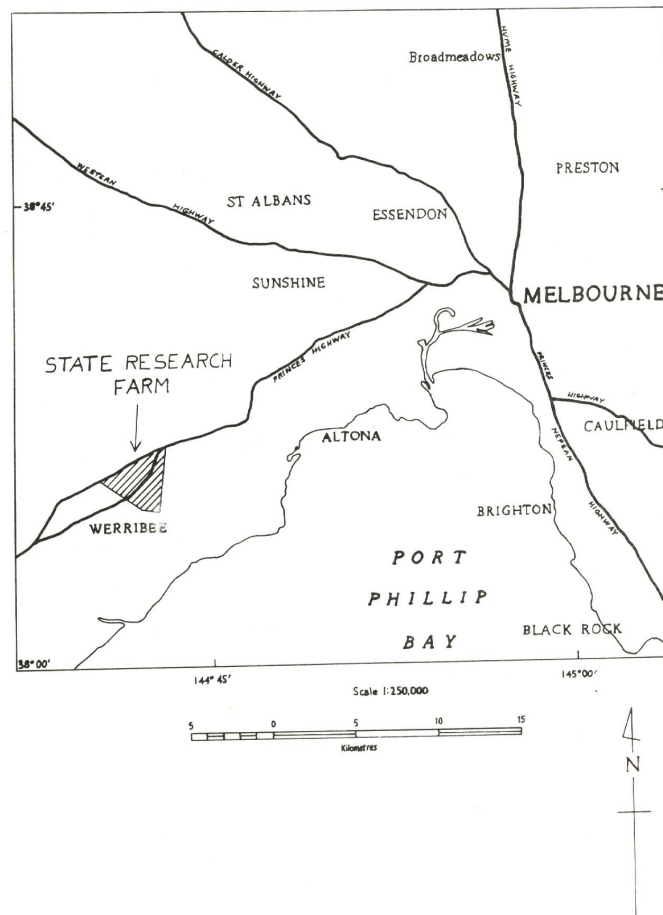 Broadmeadows
HUME HIGHWAY
CALDER HIGHWAY
PRESTON
WESTERN HIGHWAY
38°45'
ST ALBANS
ESSENDON
SUNSHINE
MELBOURNE
STATE RESEARCH
FARM
PRINCES HIGHWAY
PRINCES HIGHWAY
CAULFIELD
ALTONA
NEPEAN HIGHWAY
WERRIBEE
BRIGHTON
PORT
PHILLIP
BAY
BLACK ROCK
38°00'
144°45'
145°00'
Scale 1:250,000
5 0 5 10 15
Kilometres
N